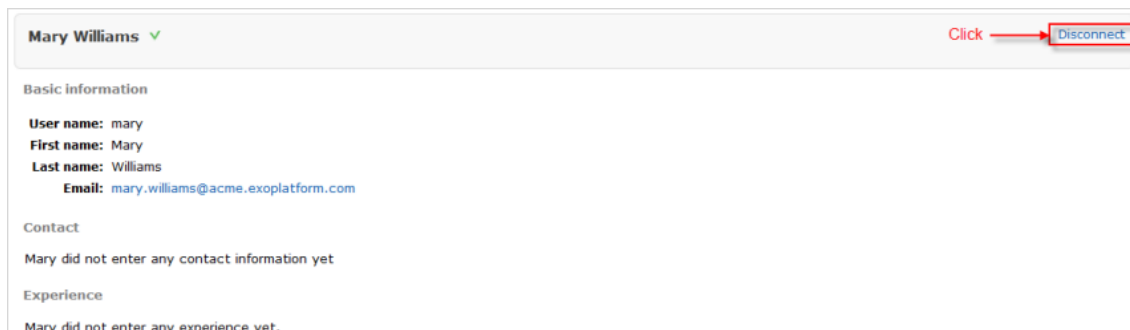 Mary Williams
Click
Disconnect
Basic information
User name: mary
First name: Mary
Last name: Williams
Email: mary.williams@acme.exoplatform.com
Contact
Mary did not enter any contact information yet
Experience
Mary did not enter any experience yet.